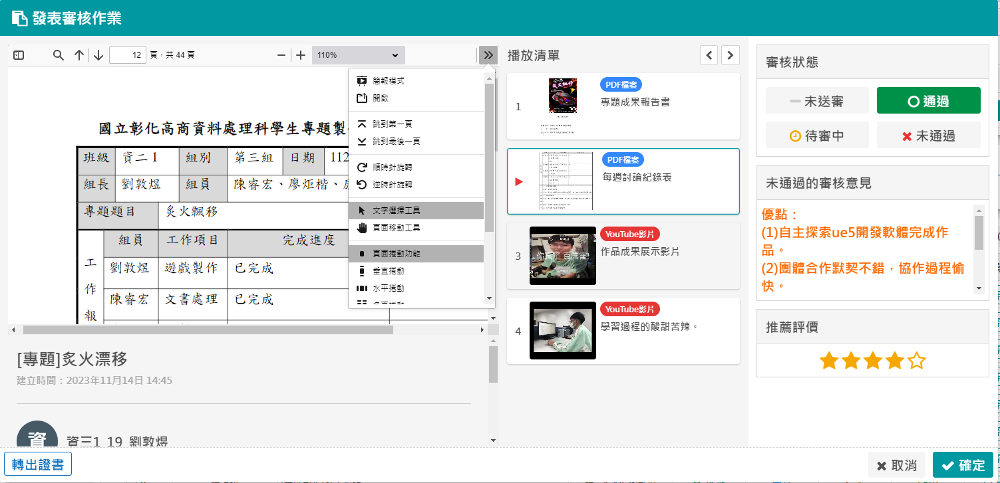 發表審核作業
12 頁，共 44 頁
110%
簡報模式
開啟
跳到第一頁
跳到最後一頁
順時針旋轉
逆時針旋轉
文字選擇工具
頁面移動工具
頁面捲動功能
垂直捲動
水平捲動
國立彰化高商資料處理科學生專題製
班級 資二 1 組別 第三組 日期 112
組長 劉敦煜 組員 陳睿宏、廖炬楷、
專題題目 炙火飄移
組員 工作項目 完成進度
工作報
劉敦煜 遊戲製作 已完成
陳睿宏 文書處理 已完成
[專題]炙火漂移
建立時間：2023年11月14日 14:45
資
資三1 19 劉敦煜
播放清單
1
PDF檔案
專題成果報告書
PDF檔案
每週討論紀錄表
3
YouTube影片
作品成果展示影片
4
YouTube影片
學習過程的酸甜苦辣。
審核狀態
未送審
通過
待審中
未通過
未通過的審核意見
優點：
(1)自主探索ue5開發軟體完成作
品。
(2)團體合作默契不錯，協作過程愉
快。
推薦評價
轉出證書
取消
確定